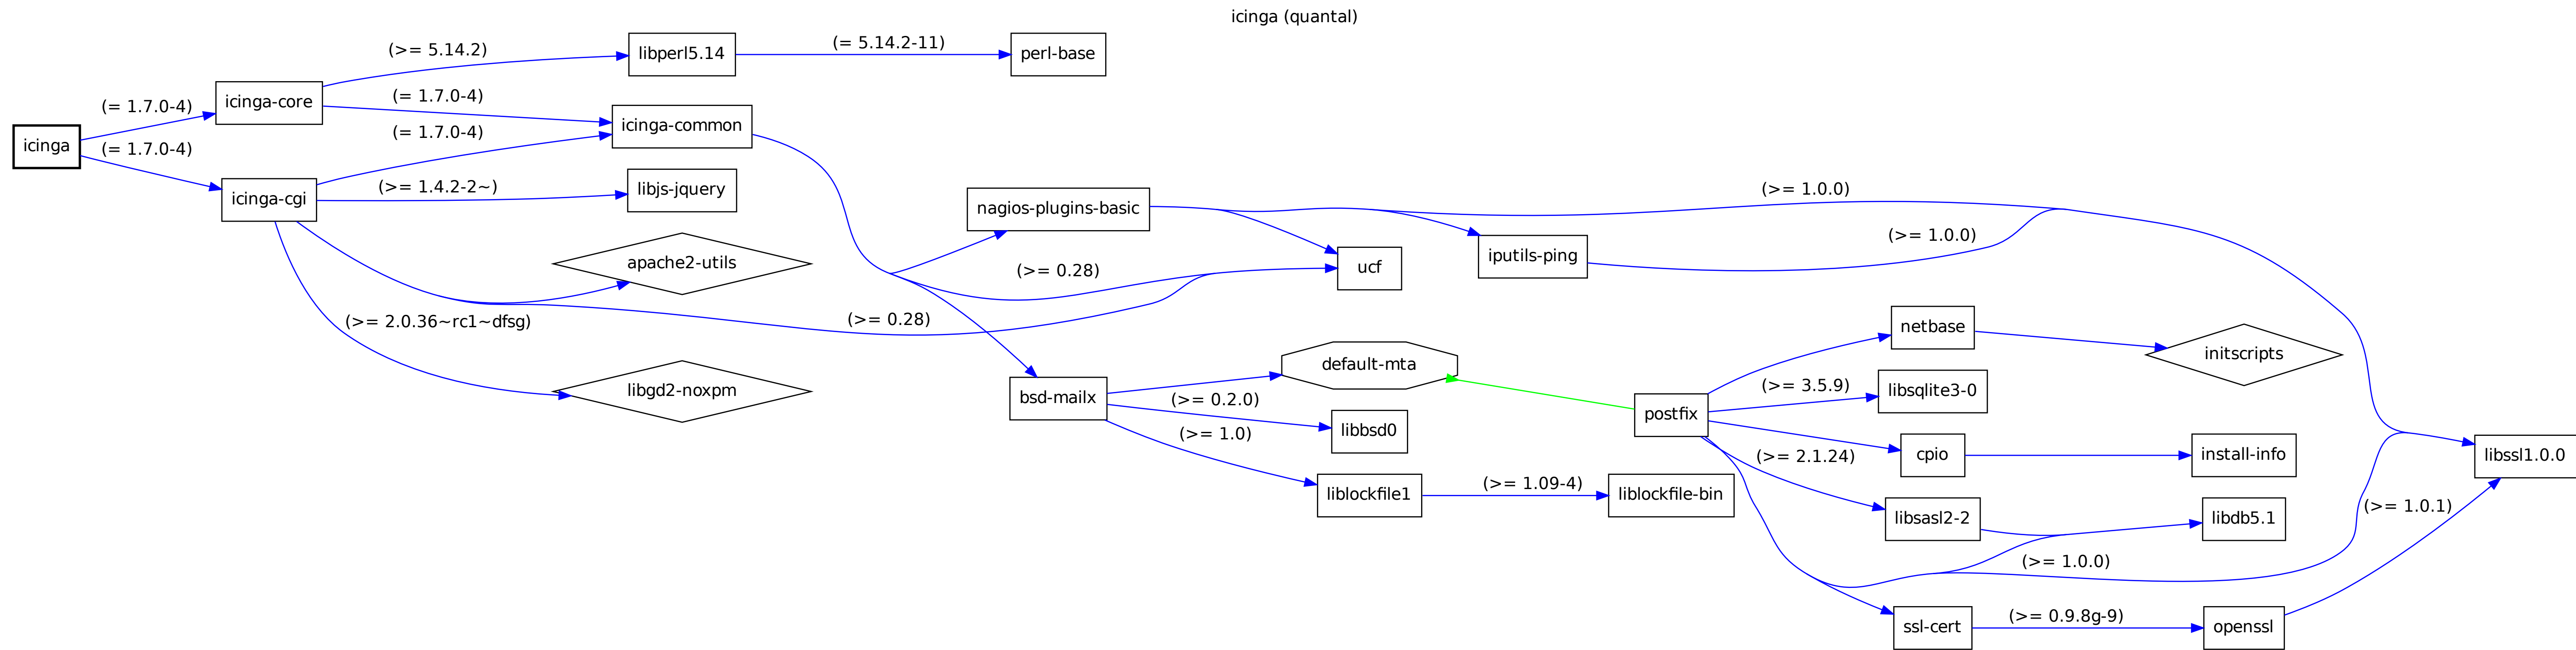 icinga (quantal)
icinga
(= 1.7.0-4)
(= 1.7.0-4)
icinga-core
icinga-cgi
(>= 5.14.2)
(= 1.7.0-4)
(= 1.7.0-4)
(>= 1.4.2-2~)
(>= 2.0.36~rc1~dfsg)
libperl5.14
icinga-common
libjs-jquery
apache2-utils
libgd2-noxpm
(= 5.14.2-11)
(>= 0.28)
(>= 0.28)
perl-base
nagios-plugins-basic
bsd-mailx
(>= 0.2.0)
(>= 1.0)
ucf
default-mta
libbsd0
liblockfile1
(>= 1.09-4)
iputils-ping
postfix
liblockfile-bin
(>= 1.0.0)
(>= 1.0.0)
(>= 3.5.9)
(>= 2.1.24)
netbase
libsqlite3-0
cpio
libsasl2-2
ssl-cert
(>= 1.0.0)
(>= 0.9.8g-9)
initscripts
install-info
libdb5.1
openssl
(>= 1.0.1)
libssl1.0.0